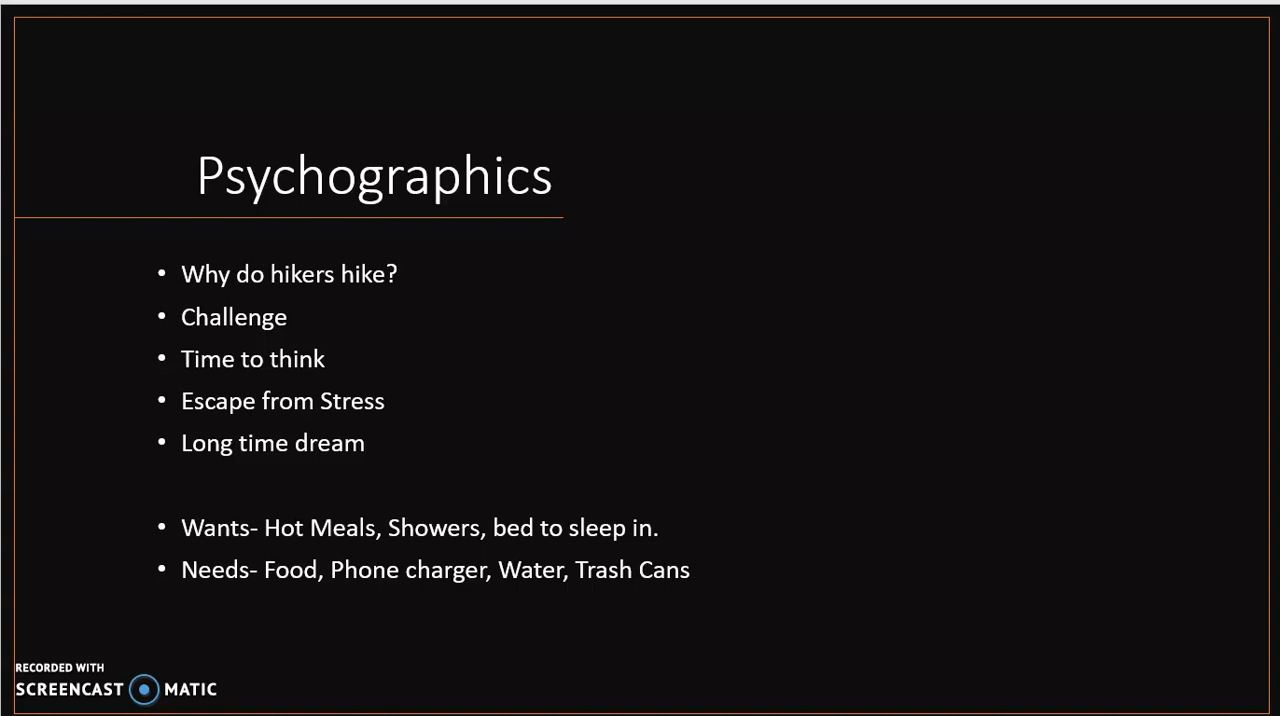 Psychographics
• Why do hikers hike?
• Challenge
• Time to think
• Escape from Stress
• Long time dream
• Wants- Hot Meals, Showers, bed to sleep in.
• Needs- Food, Phone charger, Water, Trash Cans
RECORDED WITH
SCREENCAST MATIC